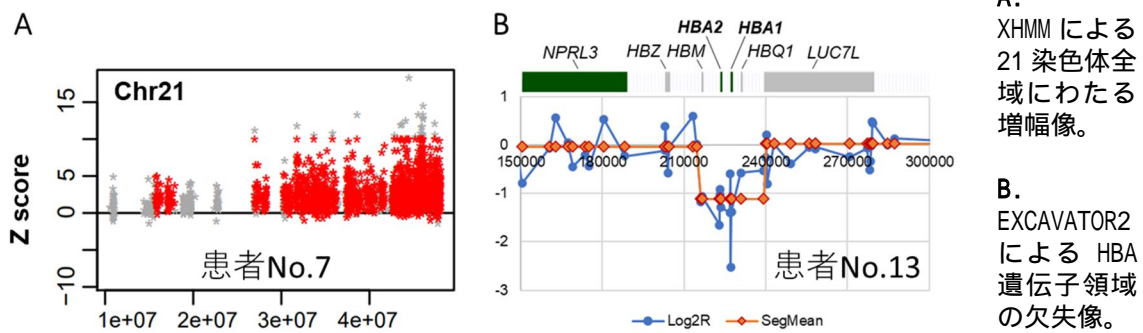 A
Chr21
Z score
15
5
0
−10
1e+07 2e+07 3e+07 4e+07
患者No.7
B
HBA2 HBA1
NPRL3 HBZ HBM HBQ1 LUC7L
1
0
-1
-2
-3
150000 180000 210000 240000 270000 300000
患者No.13
Log2R SegMean
A.
XHMM による
21 染色体全
域にわたる
増幅像。
B.
EXCAVATOR2
による HBA
遺伝子領域
の欠失像。